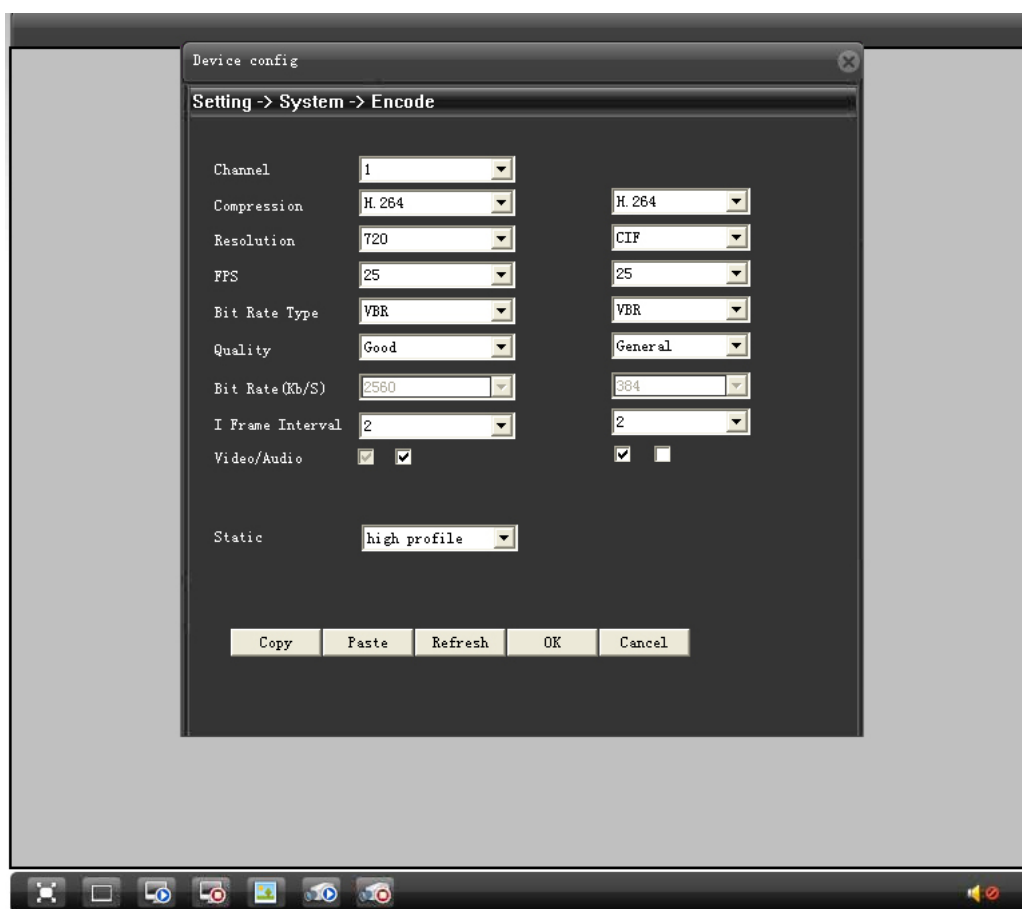 Device config
Setting -> System -> Encode
Channel 1
Compression H.264 H.264
Resolution 720 CIF
FPS 25 25
Bit Rate Type VBR VBR
Quality Good General
Bit Rate(Kb/S) 2560 384
I Frame Interval 2 2
Video/Audio
Static high profile
Copy Paste Refresh OK Cancel